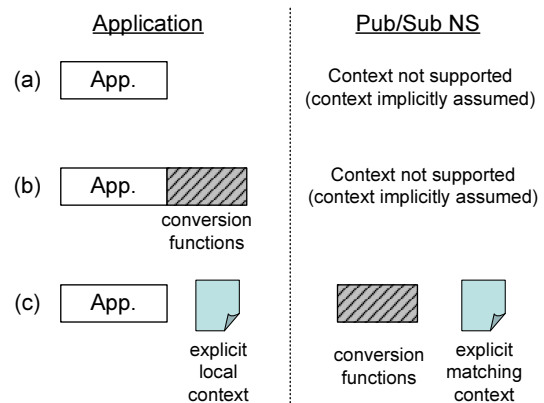 Application
Pub/Sub NS
(a)
App.
Context not supported
(context implicitly assumed)
(b)
App.
conversion
functions
Context not supported
(context implicitly assumed)
(c)
App.
explicit
local
context
conversion
functions
explicit
matching
context